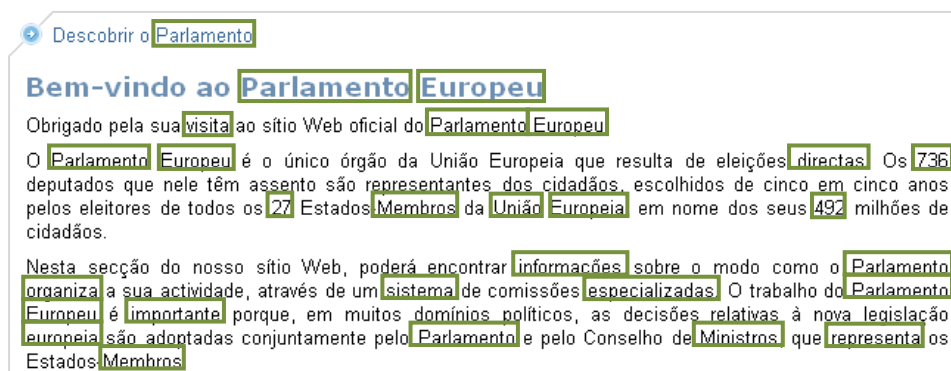 Descobrir o Parlamento
Bem-vindo ao Parlamento Europeu
Obrigado pela sua visita ao sítio Web oficial do Parlamento Europeu
O Parlamento Europeu é o único órgão da União Europeia que resulta de eleições directas. Os 736
deputados que nele têm assento são representantes dos cidadãos, escolhidos de cinco em cinco anos
pelos eleitores de todos os 27 Estados-Membros da União Europeia, em nome dos seus 492 milhões de
cidadãos.
Nesta secção do nosso sítio Web, poderá encontrar informações sobre o modo como o Parlamento
organiza a sua actividade, através de um sistema de comissões especializadas. O trabalho do Parlamento
Europeu é importante porque, em muitos domínios políticos, as decisões relativas à nova legislação
europeia são adoptadas conjuntamente pelo Parlamento e pelo Conselho de Ministros, que representa os
Estados-Membros